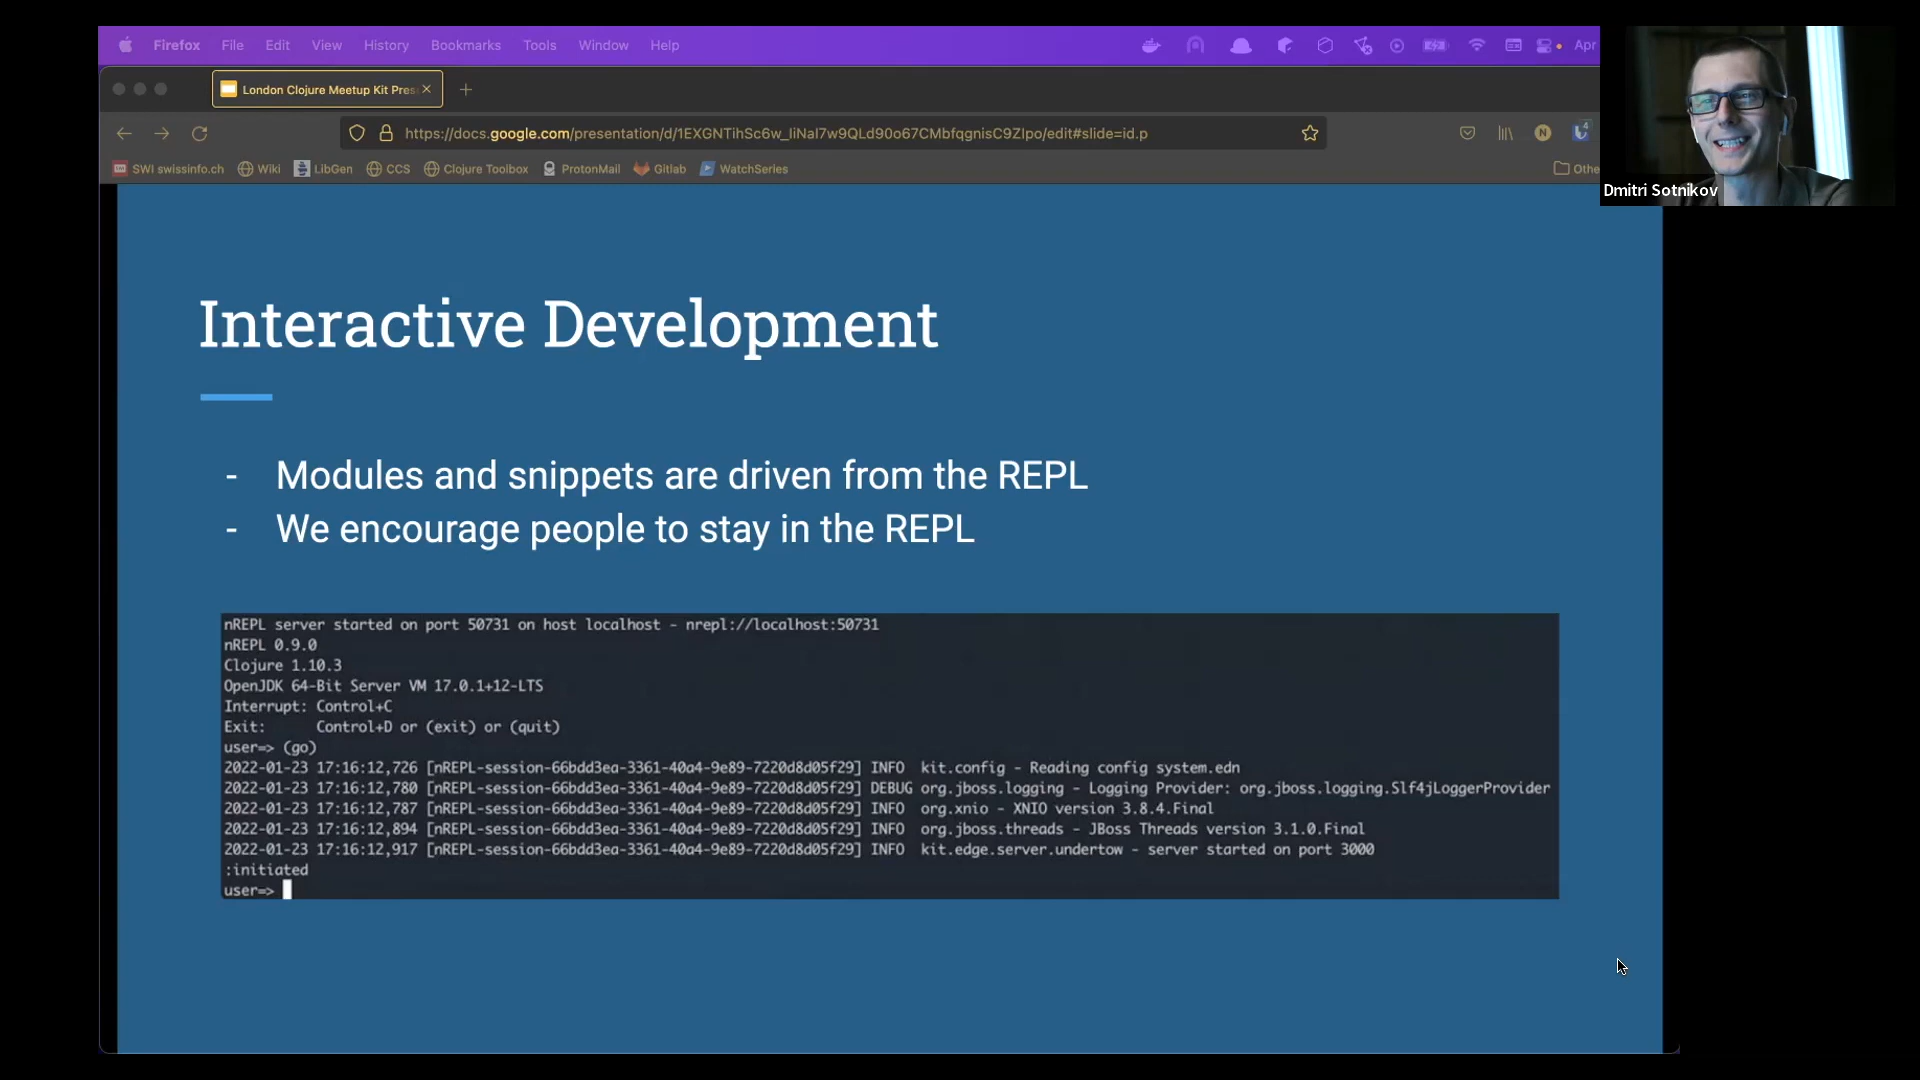 Firefox File Edit View History Bookmarks Tools Window Help Apr
London Clojure Meetup Kit Pres
https://docs.google.com/presentation/d/1EXGNTihSc6w_IiNaI7w9QLd90o67CMbfqgnisC9ZIpo/edit#slide=id.p
SWI swissinfo.ch Wiki LibGen CCS Clojure Toolbox ProtonMail Gitlab WatchSeries Othe
Dmitri Sotnikov
Interactive Development
- Modules and snippets are driven from the REPL
- We encourage people to stay in the REPL
nREPL server started on port 50731 on host localhost - nrepl://localhost:50731
nREPL 0.9.0
Clojure 1.10.3
OpenJDK 64-Bit Server VM 17.0.1+12-LTS
Interrupt: Control+C
Exit: Control+D or (exit) or (quit)
user=> (go)
2022-01-23 17:16:12,726 [nREPL-session-66bdd3ea-3361-40a4-9e89-7220d8d05f29] INFO kit.config - Reading config system.edn
2022-01-23 17:16:12,780 [nREPL-session-66bdd3ea-3361-40a4-9e89-7220d8d05f29] DEBUG org.jboss.logging - Logging Provider: org.jboss.logging.Slf4jLoggerProvider
2022-01-23 17:16:12,787 [nREPL-session-66bdd3ea-3361-40a4-9e89-7220d8d05f29] INFO org.xnio - XNIO version 3.8.4.Final
2022-01-23 17:16:12,894 [nREPL-session-66bdd3ea-3361-40a4-9e89-7220d8d05f29] INFO org.jboss.threads - JBoss Threads version 3.1.0.Final
2022-01-23 17:16:12,917 [nREPL-session-66bdd3ea-3361-40a4-9e89-7220d8d05f29] INFO kit.edge.server.undertow - server started on port 3000
:initiated
user=>